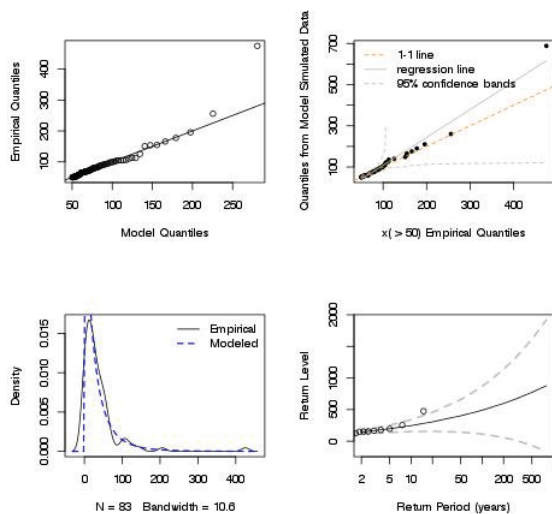 Empirical Quantiles
100
200
300
400
50
100
150
200
250
Model Quantiles
Quantiles from Model Simulated Data
100
300
500
700
1-1 line
regression line
95% confidence bands
100
200
300
400
x( > 50) Empirical Quantiles
Density
0.000
0.005
0.010
0.015
Empirical
Modeled
0
100
200
300
400
N = 83 Bandwidth = 10.6
Return Level
0
500
1000
2000
2
5
10
50
200
500
Return Period (years)